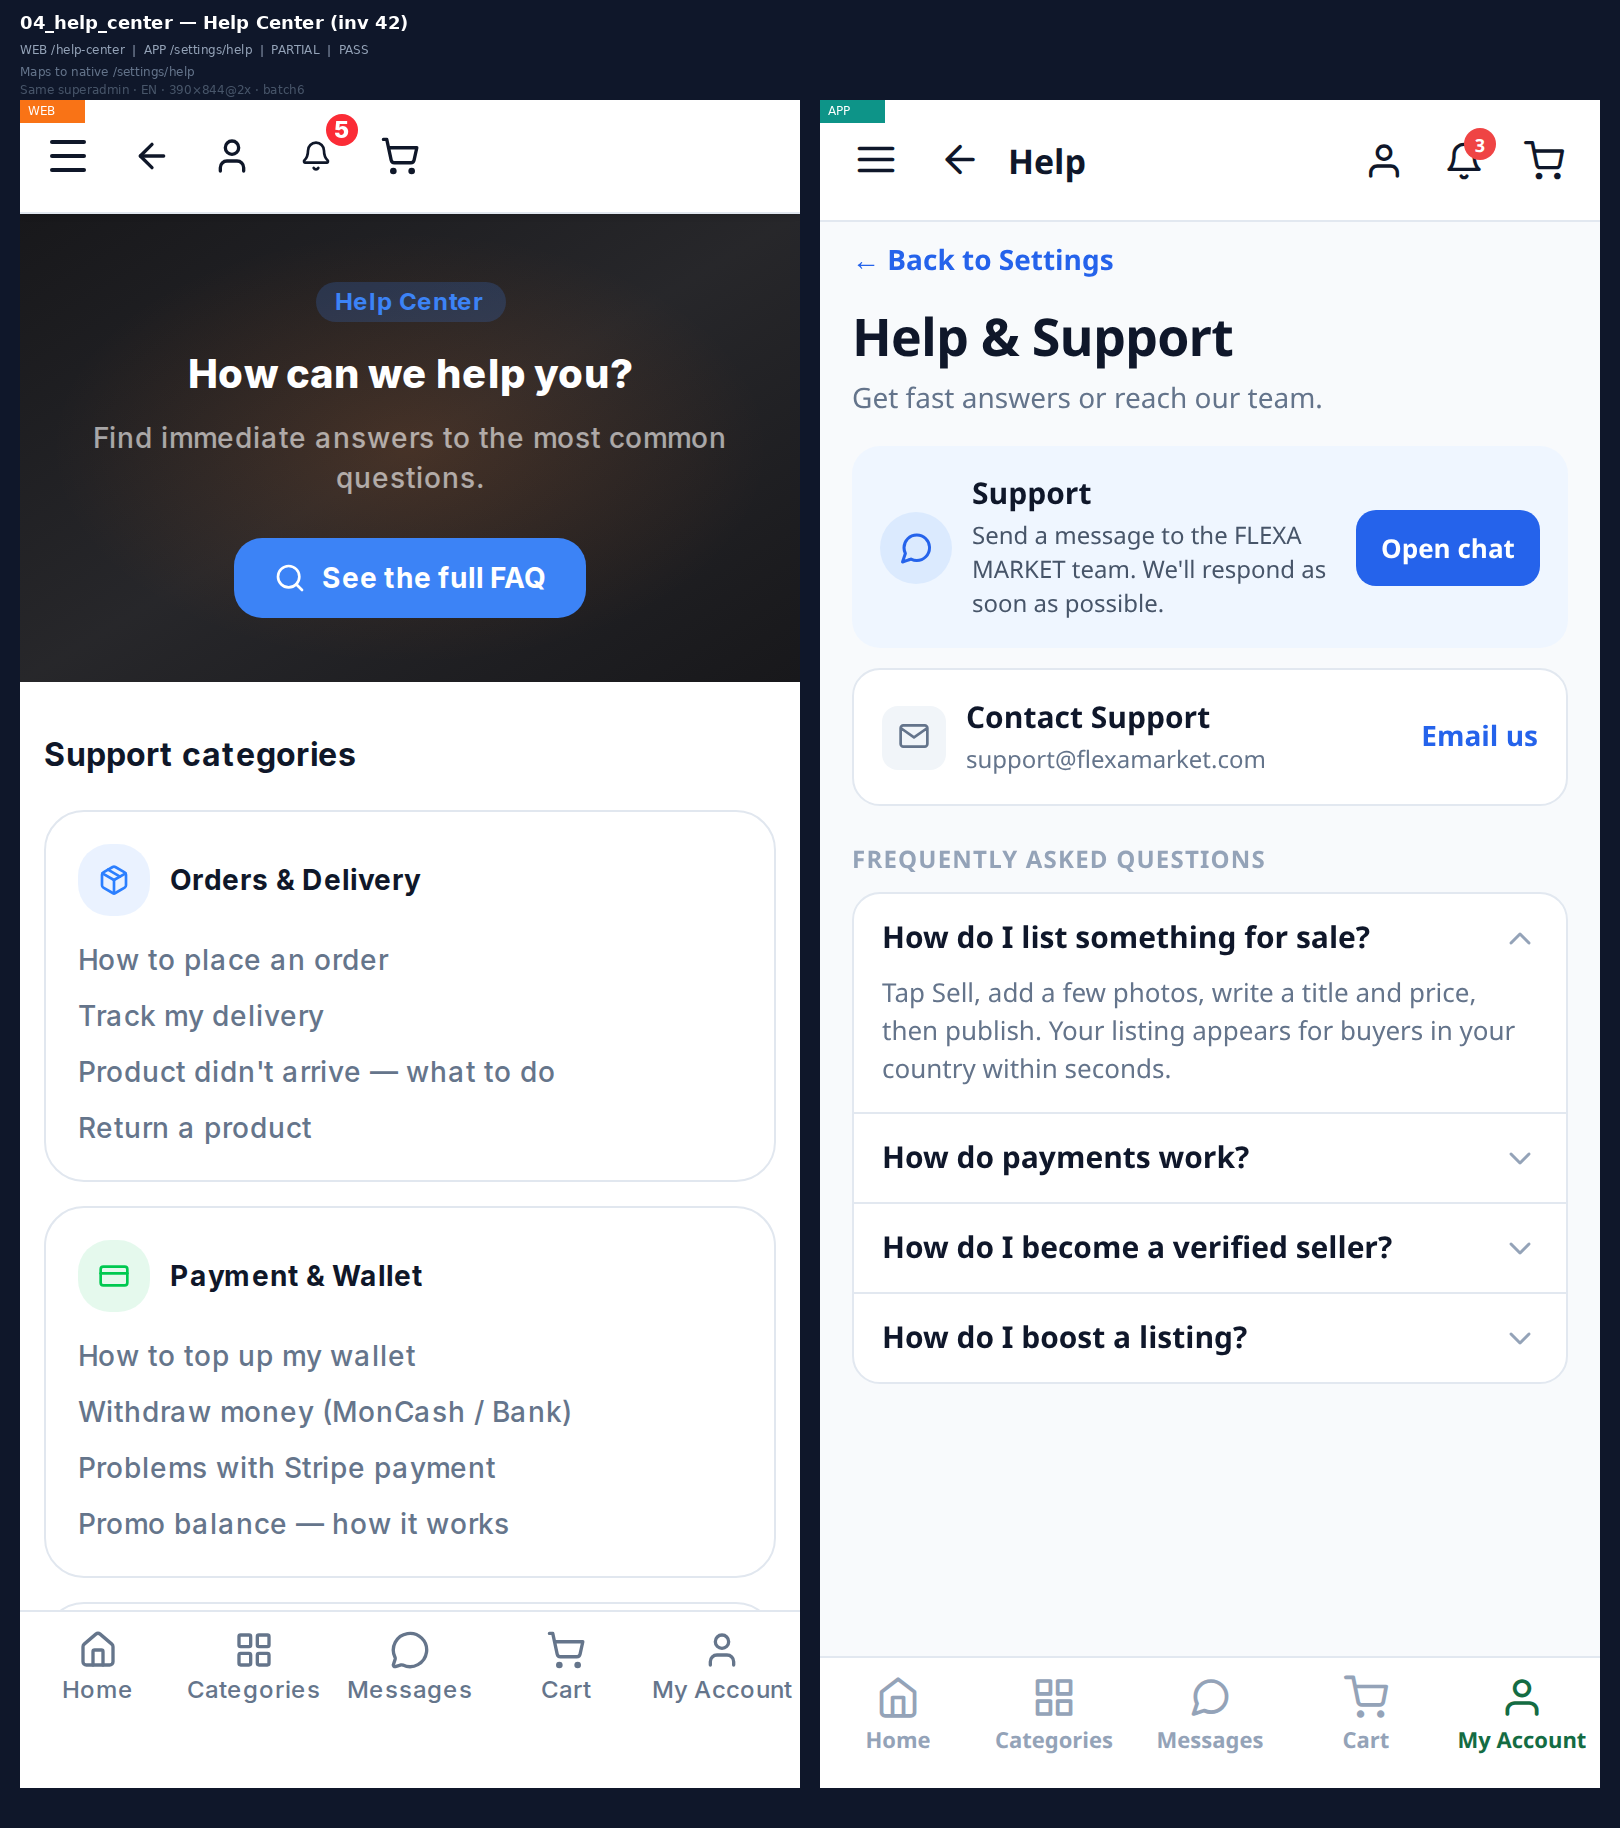 04_help_center — Help Center (inv 42)
WEB /help-center | APP /settings/help | PARTIAL | PASS
Maps to native /settings/help
Same superadmin · EN · 390×844@2x · batch6
WEB
5
Help Center
How can we help you?
Find immediate answers to the most common
questions.
See the full FAQ
Support categories
Orders & Delivery
How to place an order
Track my delivery
Product didn't arrive — what to do
Return a product
Payment & Wallet
How to top up my wallet
Withdraw money (MonCash / Bank)
Problems with Stripe payment
Promo balance — how it works
Home
Categories
Messages
Cart
My Account
APP
Help
3
← Back to Settings
Help & Support
Get fast answers or reach our team.
Support
Send a message to the FLEXA
MARKET team. We'll respond as
soon as possible.
Open chat
Contact Support
support@flexamarket.com
Email us
FREQUENTLY ASKED QUESTIONS
How do I list something for sale?
Tap Sell, add a few photos, write a title and price,
then publish. Your listing appears for buyers in your
country within seconds.
How do payments work?
How do I become a verified seller?
How do I boost a listing?
Home
Categories
Messages
Cart
My Account